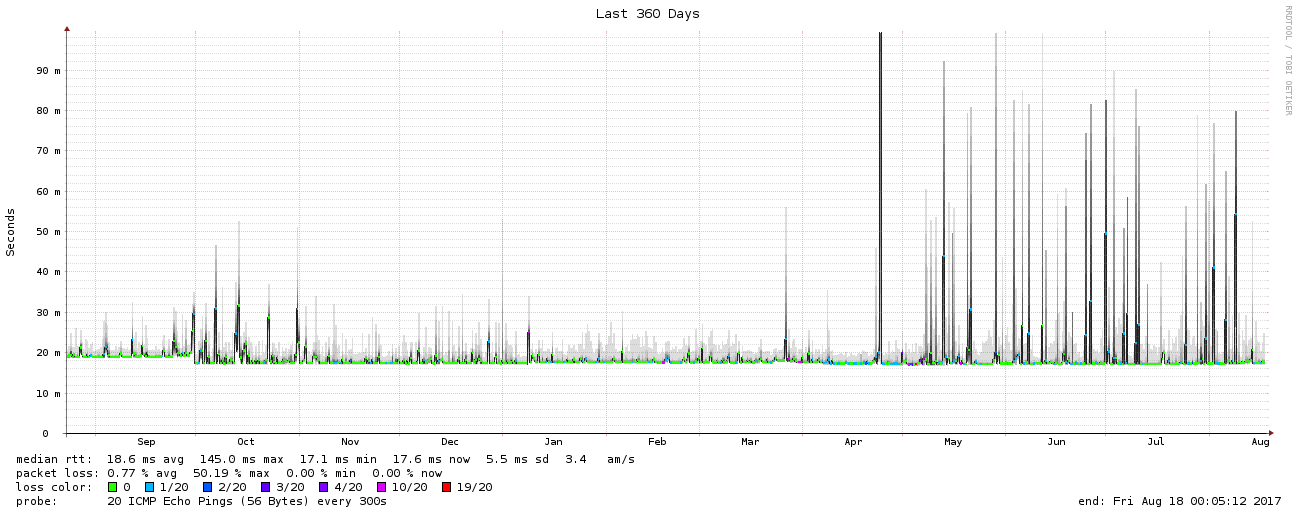 Last 360 Days
RRDTOOL / TOBI OETIKER
Seconds
90 m
80 m
70 m
60 m
50 m
40 m
30 m
20 m
10 m
0
Sep Oct Nov Dec Jan Feb Mar Apr May Jun Jul Aug
median rtt: 18.6 ms avg 145.0 ms max 17.1 ms min 17.6 ms now 5.5 ms sd 3.4 am/s
packet loss: 0.77 % avg 50.19 % max 0.00 % min 0.00 % now
loss color: 0 1/20 2/20 3/20 4/20 10/20 19/20
probe: 20 ICMP Echo Pings (56 Bytes) every 300s end: Fri Aug 18 00:05:12 2017